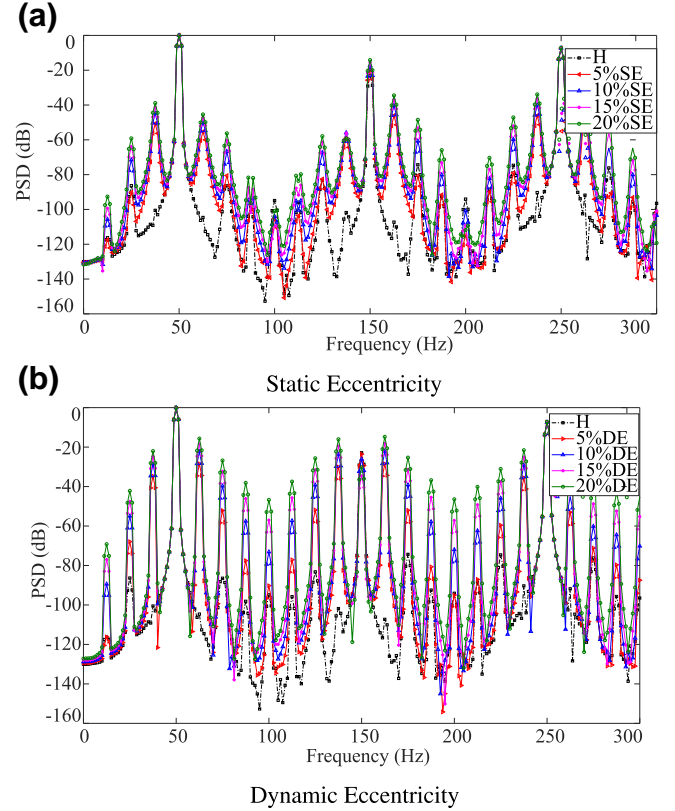 (a)
0
-20
-40
-60
-80
-100
-120
-140
-160
PSD (dB)
H
5%SE
10%SE
15%SE
20%SE
0 50 100 150 200 250 300
Frequency (Hz)
Static Eccentricity
(b)
0
-20
-40
-60
-80
-100
-120
-140
-160
PSD (dB)
H
5%DE
10%DE
15%DE
20%DE
0 50 100 150 200 250 300
Frequency (Hz)
Dynamic Eccentricity